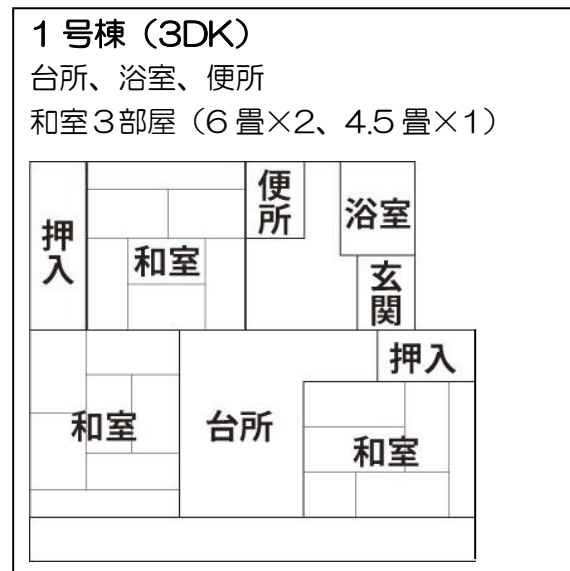 １号棟（3DK）
台所、浴室、便所
和室３部屋（6畳×2、4.5畳×1）
便所
浴室
押入
和室
玄関
押入
和室
台所
和室